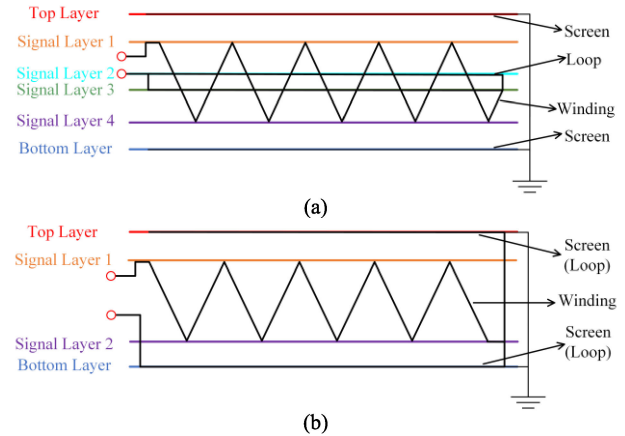 Top Layer
Screen
Signal Layer 1
Loop
Signal Layer 2
Signal Layer 3
Winding
Signal Layer 4
Screen
Bottom Layer
(a)
Top Layer
Screen
(Loop)
Signal Layer 1
Winding
Screen
(Loop)
Signal Layer 2
Bottom Layer
(b)